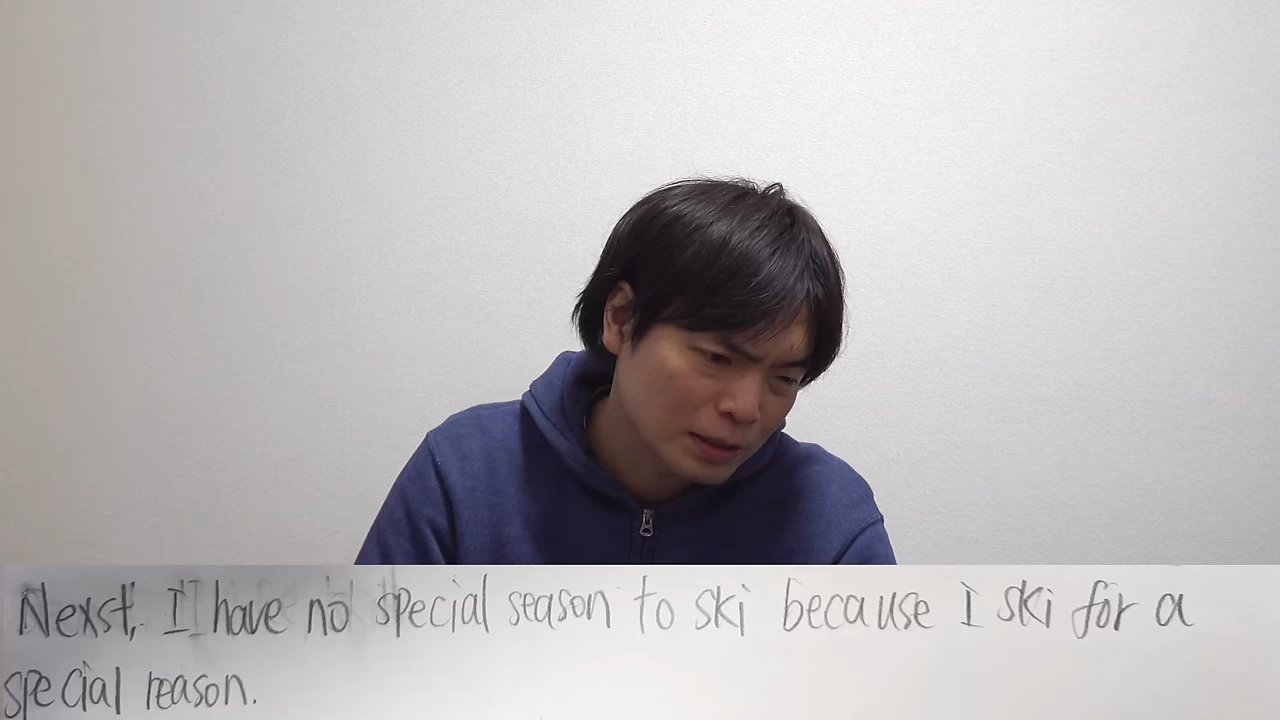 Nexst, I have no special season to ski because I ski for a
special reason.